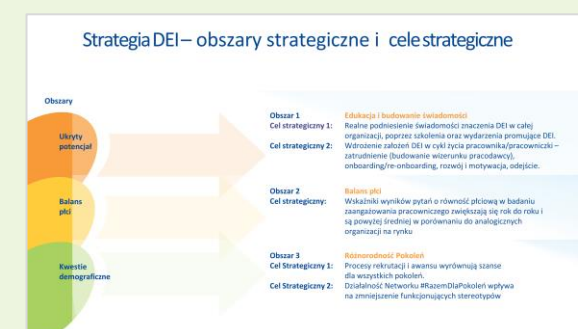 Strategia DEI – obszary strategiczne i cele strategiczne
Obszary
Ukryty
potencjał
Obszar 1 Edukacja i budowanie świadomości
Cel strategiczny 1: Realne podniesienie świadomości znaczenia DEI w całej
organizacji, poprzez szkolenia oraz wydarzenia promujące DEI.
Cel strategiczny 2: Wdrożenie założeń DEI w cykl życia pracownika/pracowniczki –
zatrudnienie (budowanie wizerunku pracodawcy),
onboarding/re-onboarding, rozwój i motywacja, odejście.
Balans
płci
Obszar 2 Balans płci
Cel strategiczny: Wskaźniki wyników pytań o równość płciową w badaniu
zaangażowania pracowniczego zwiększają się rok do roku i
są powyżej średniej w porównaniu do analogicznych
organizacji na rynku
Kwestie
demograficzne
Obszar 3 Różnorodność Pokoleń
Cel Strategiczny 1: Procesy rekrutacji i awansu wyrównują szanse
dla wszystkich pokoleń.
Cel Strategiczny 2: Działalność Networku #RazemDlaPokoleń wpływa
na zmniejszenie funkcjonujących stereotypów